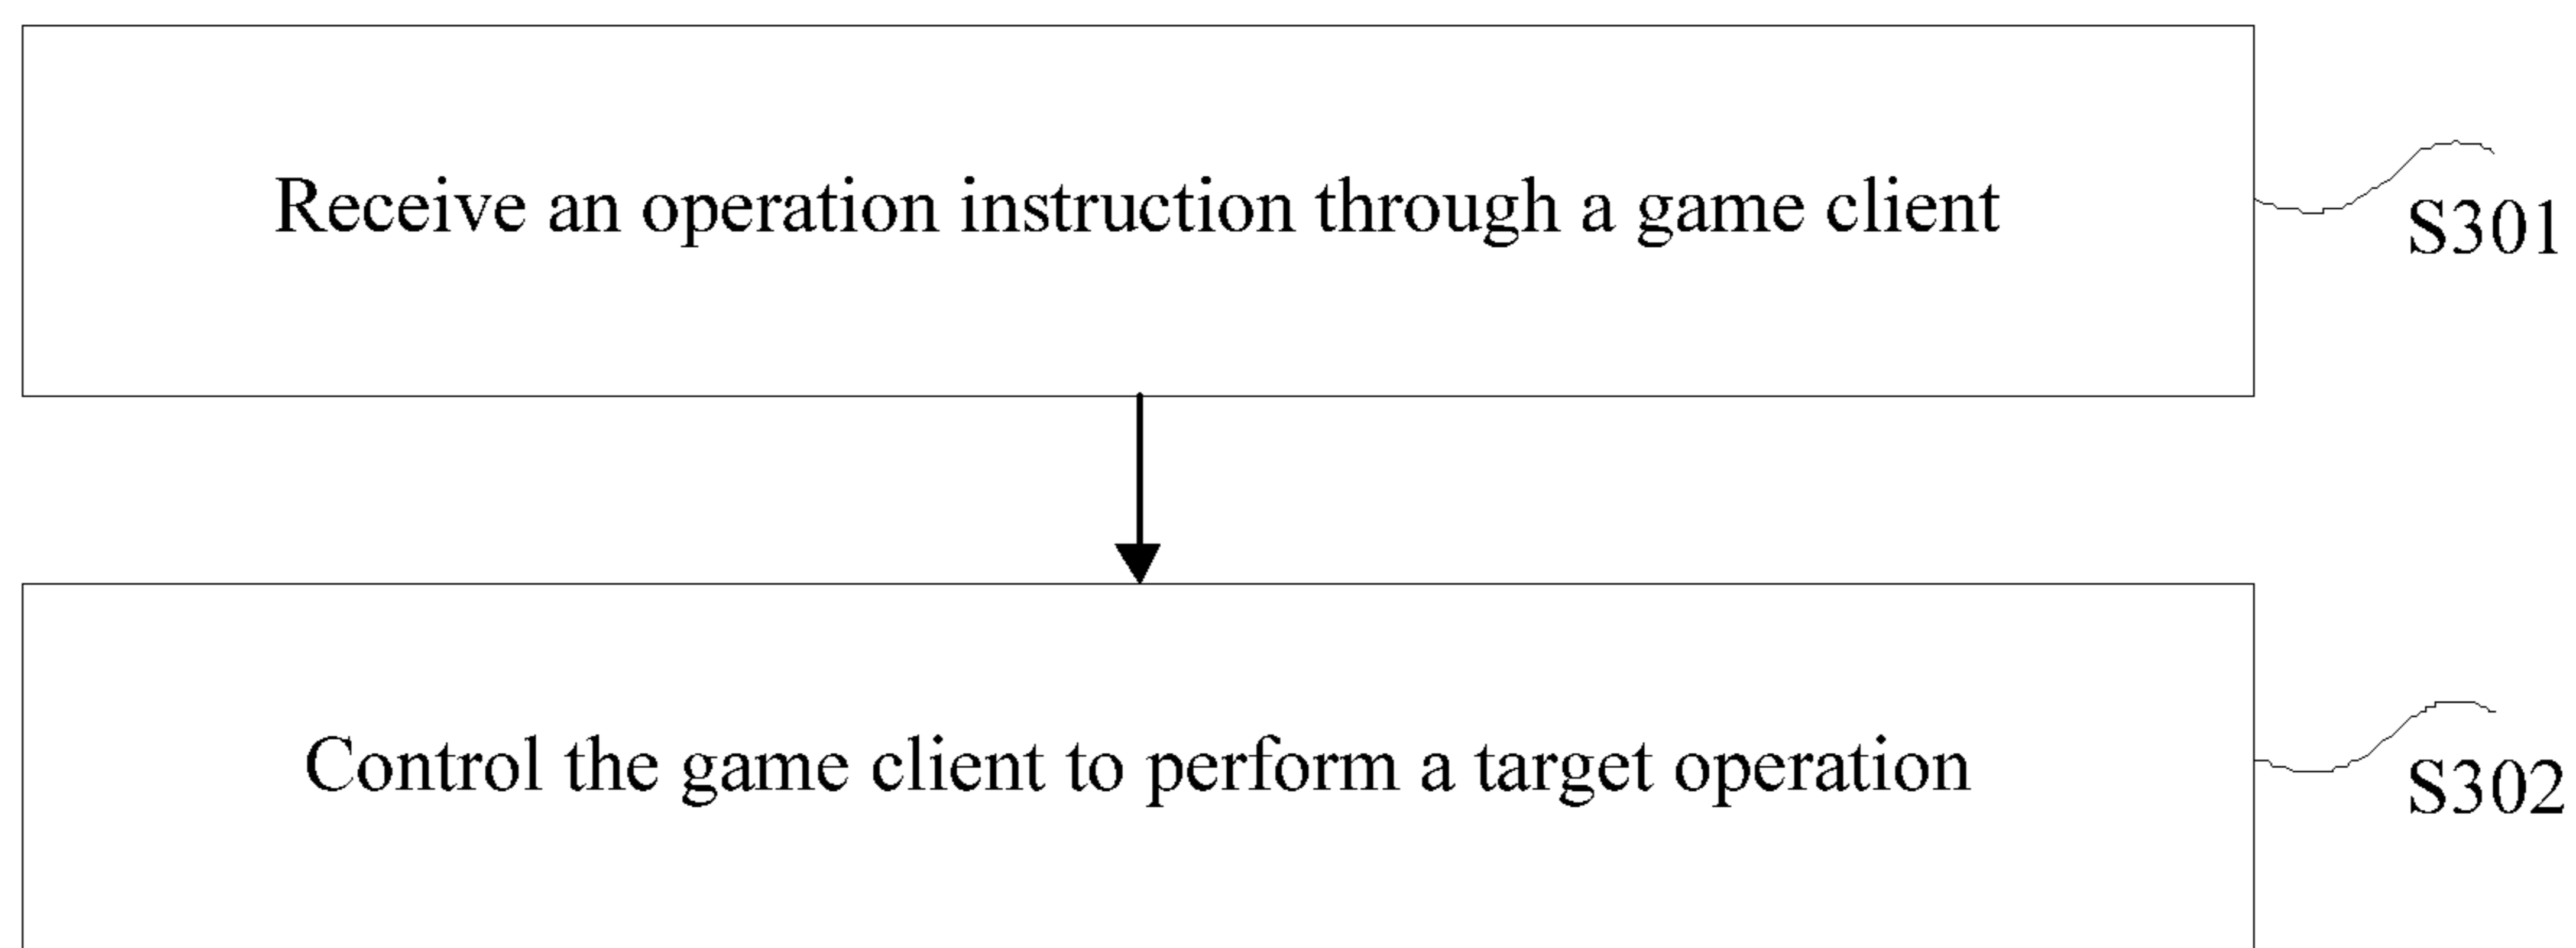 Receive an operation instruction through a game client
S301
Control the game client to perform a target operation
S302